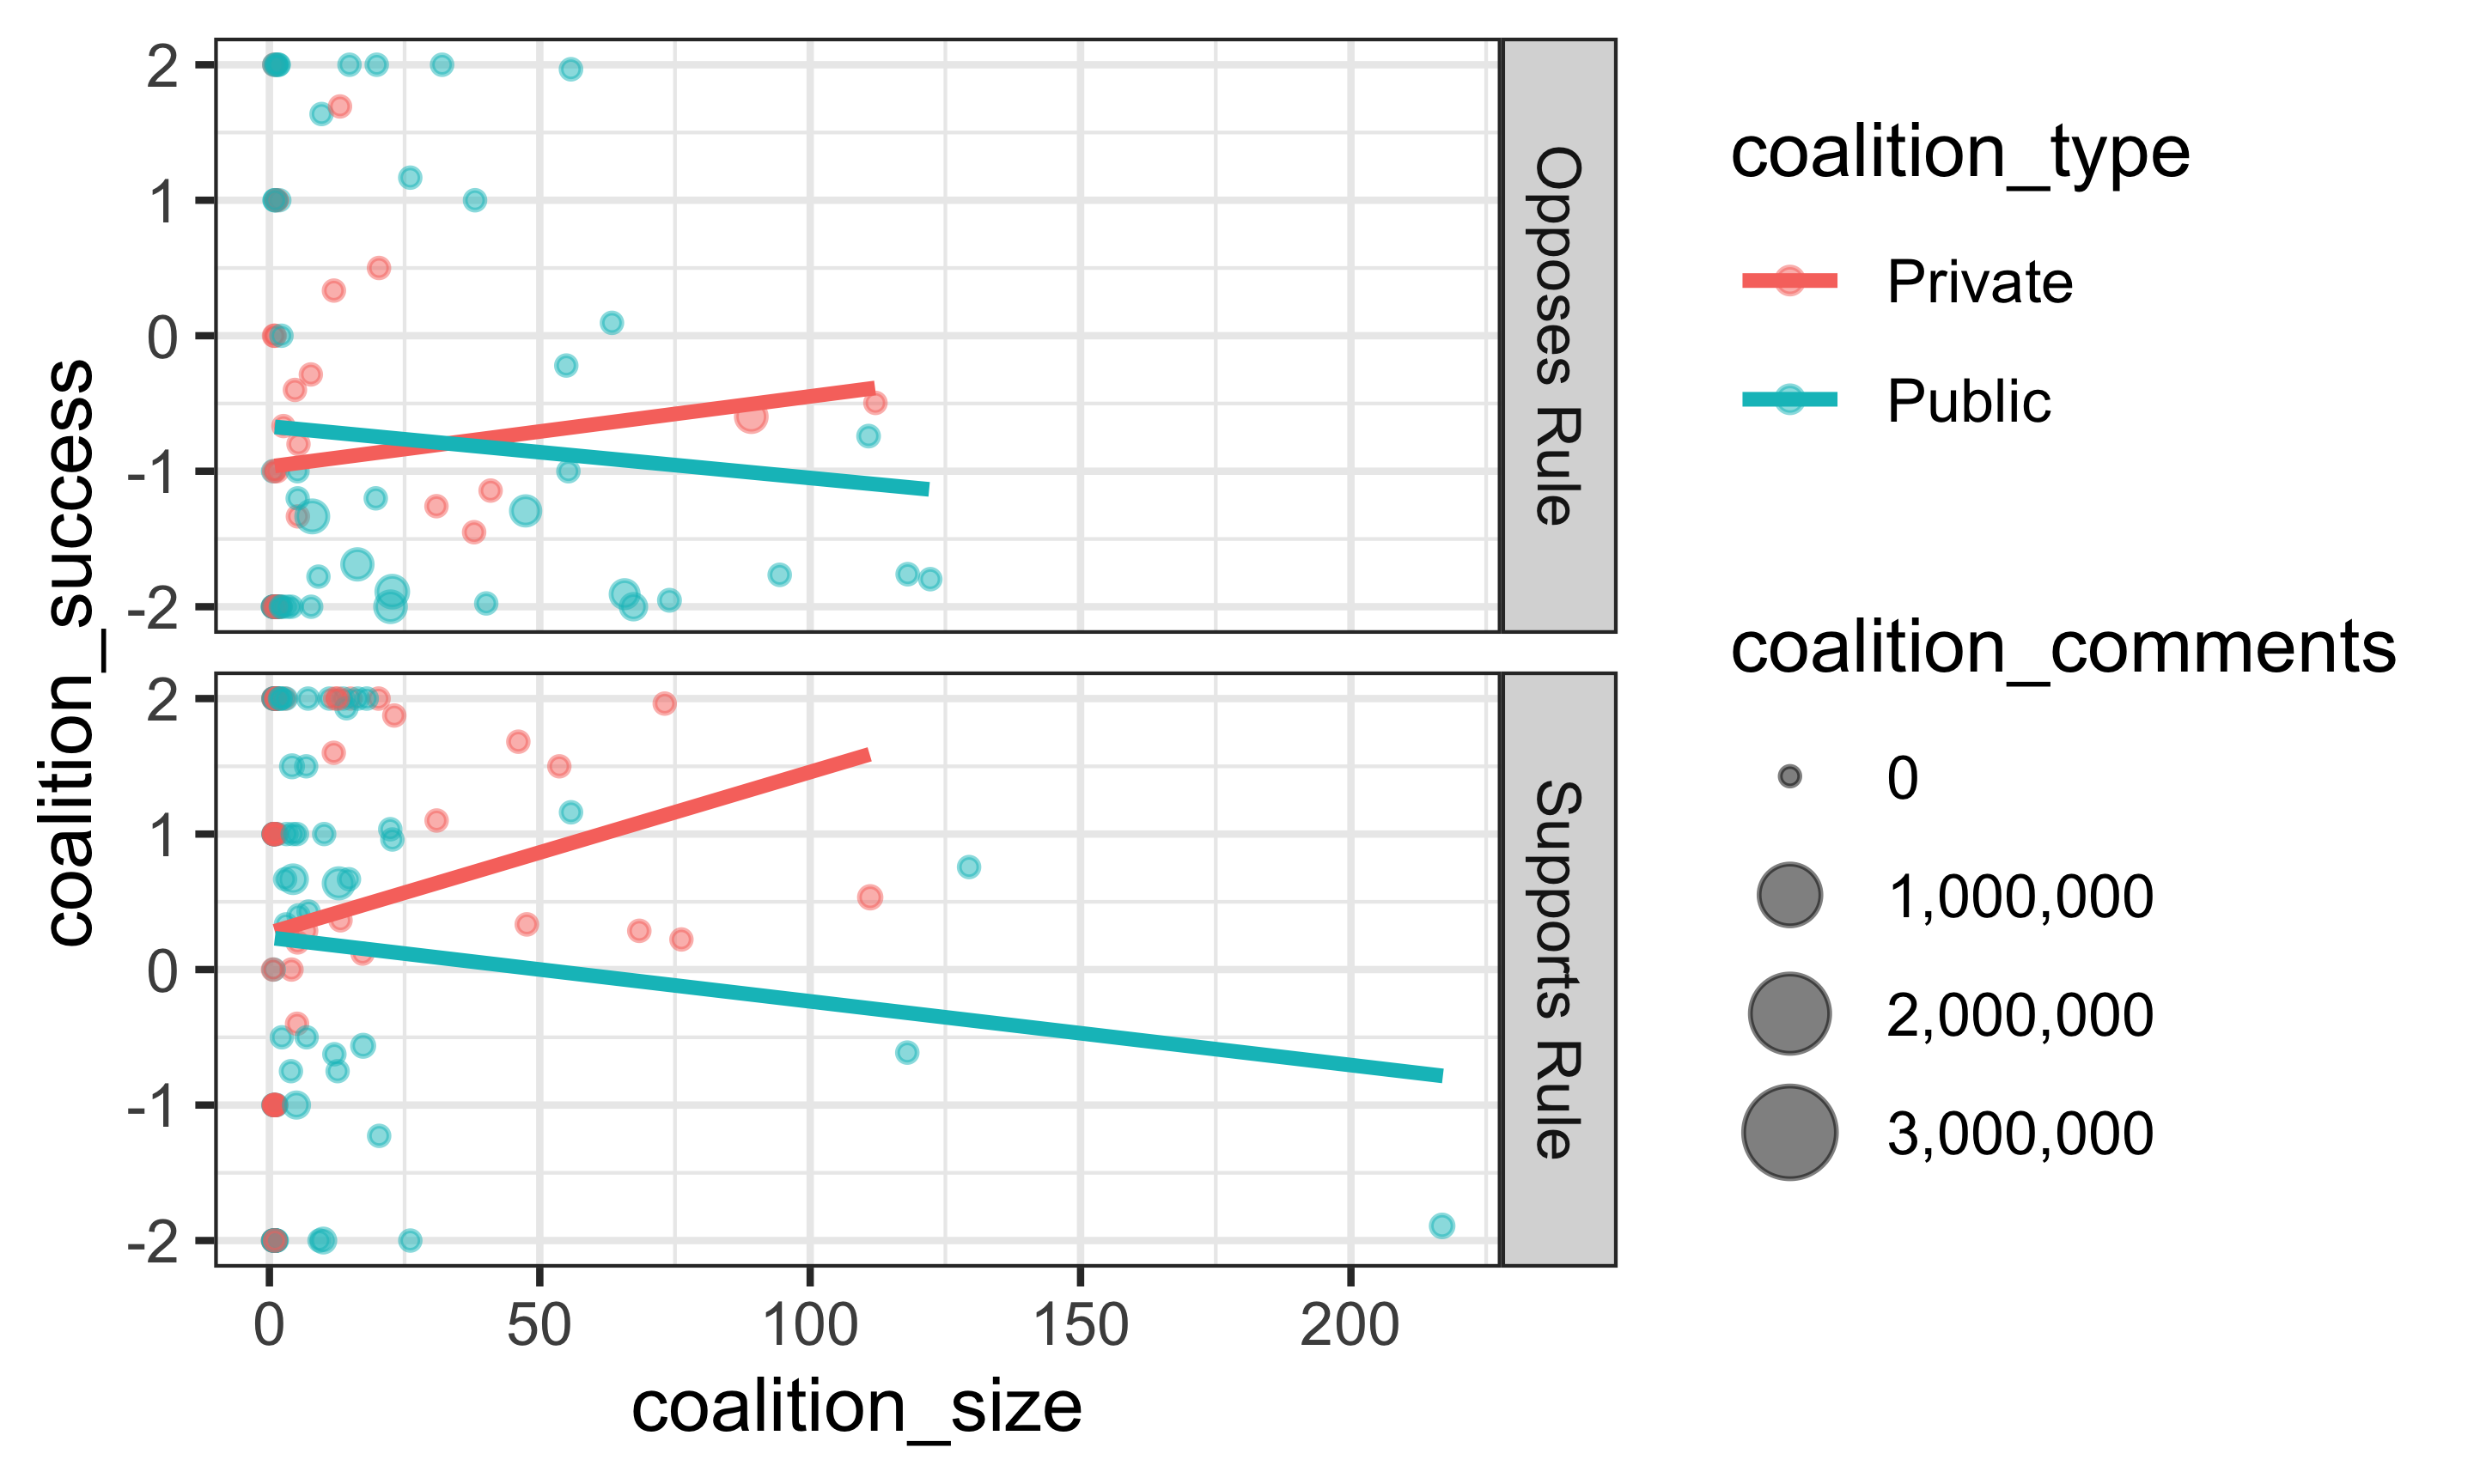 coalition_success
2
1
0
-1
-2
Opposes Rule
2
1
0
-1
-2
Supports Rule
0
50
100
150
200
coalition_size
coalition_type
Private
Public
coalition_comments
0
1,000,000
2,000,000
3,000,000